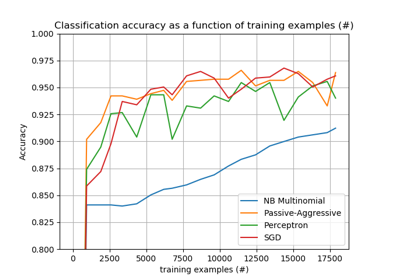 Classification accuracy as a function of training examples (#)
1.000
0.975
0.950
0.925
0.900
0.875
0.850
0.825
0.800
Accuracy
0 2500 5000 7500 10000 12500 15000 17500
training examples (#)
NB Multinomial
Passive-Aggressive
Perceptron
SGD